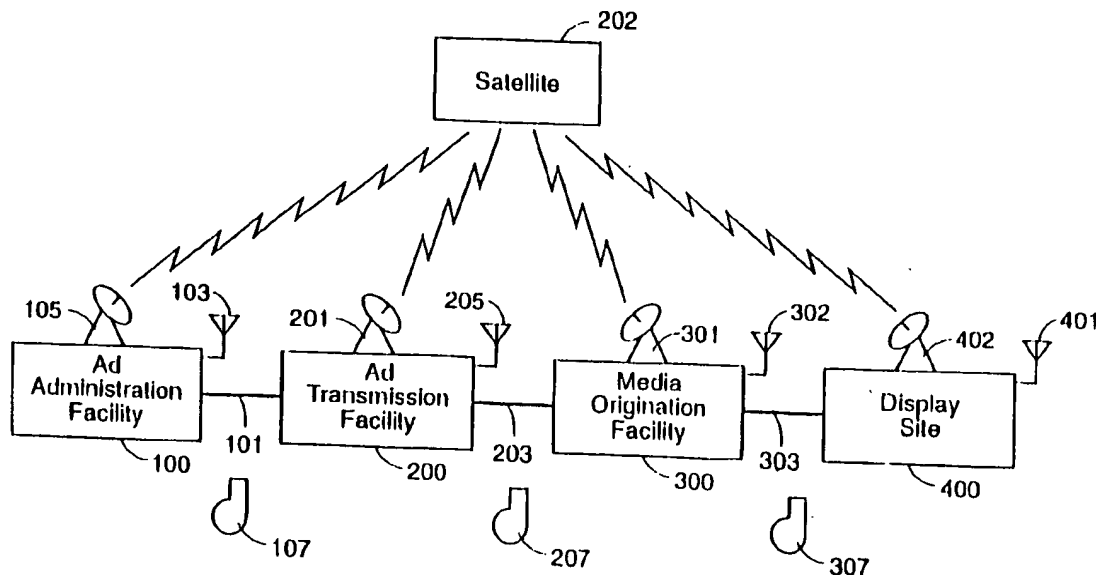 202
Satellite
103
205
302
401
105
201
301
402
Ad
Administration
Facility
Ad
Transmission
Facility
Media
Origination
Facility
Display
Site
100
101
200
203
300
303
400
107
207
307